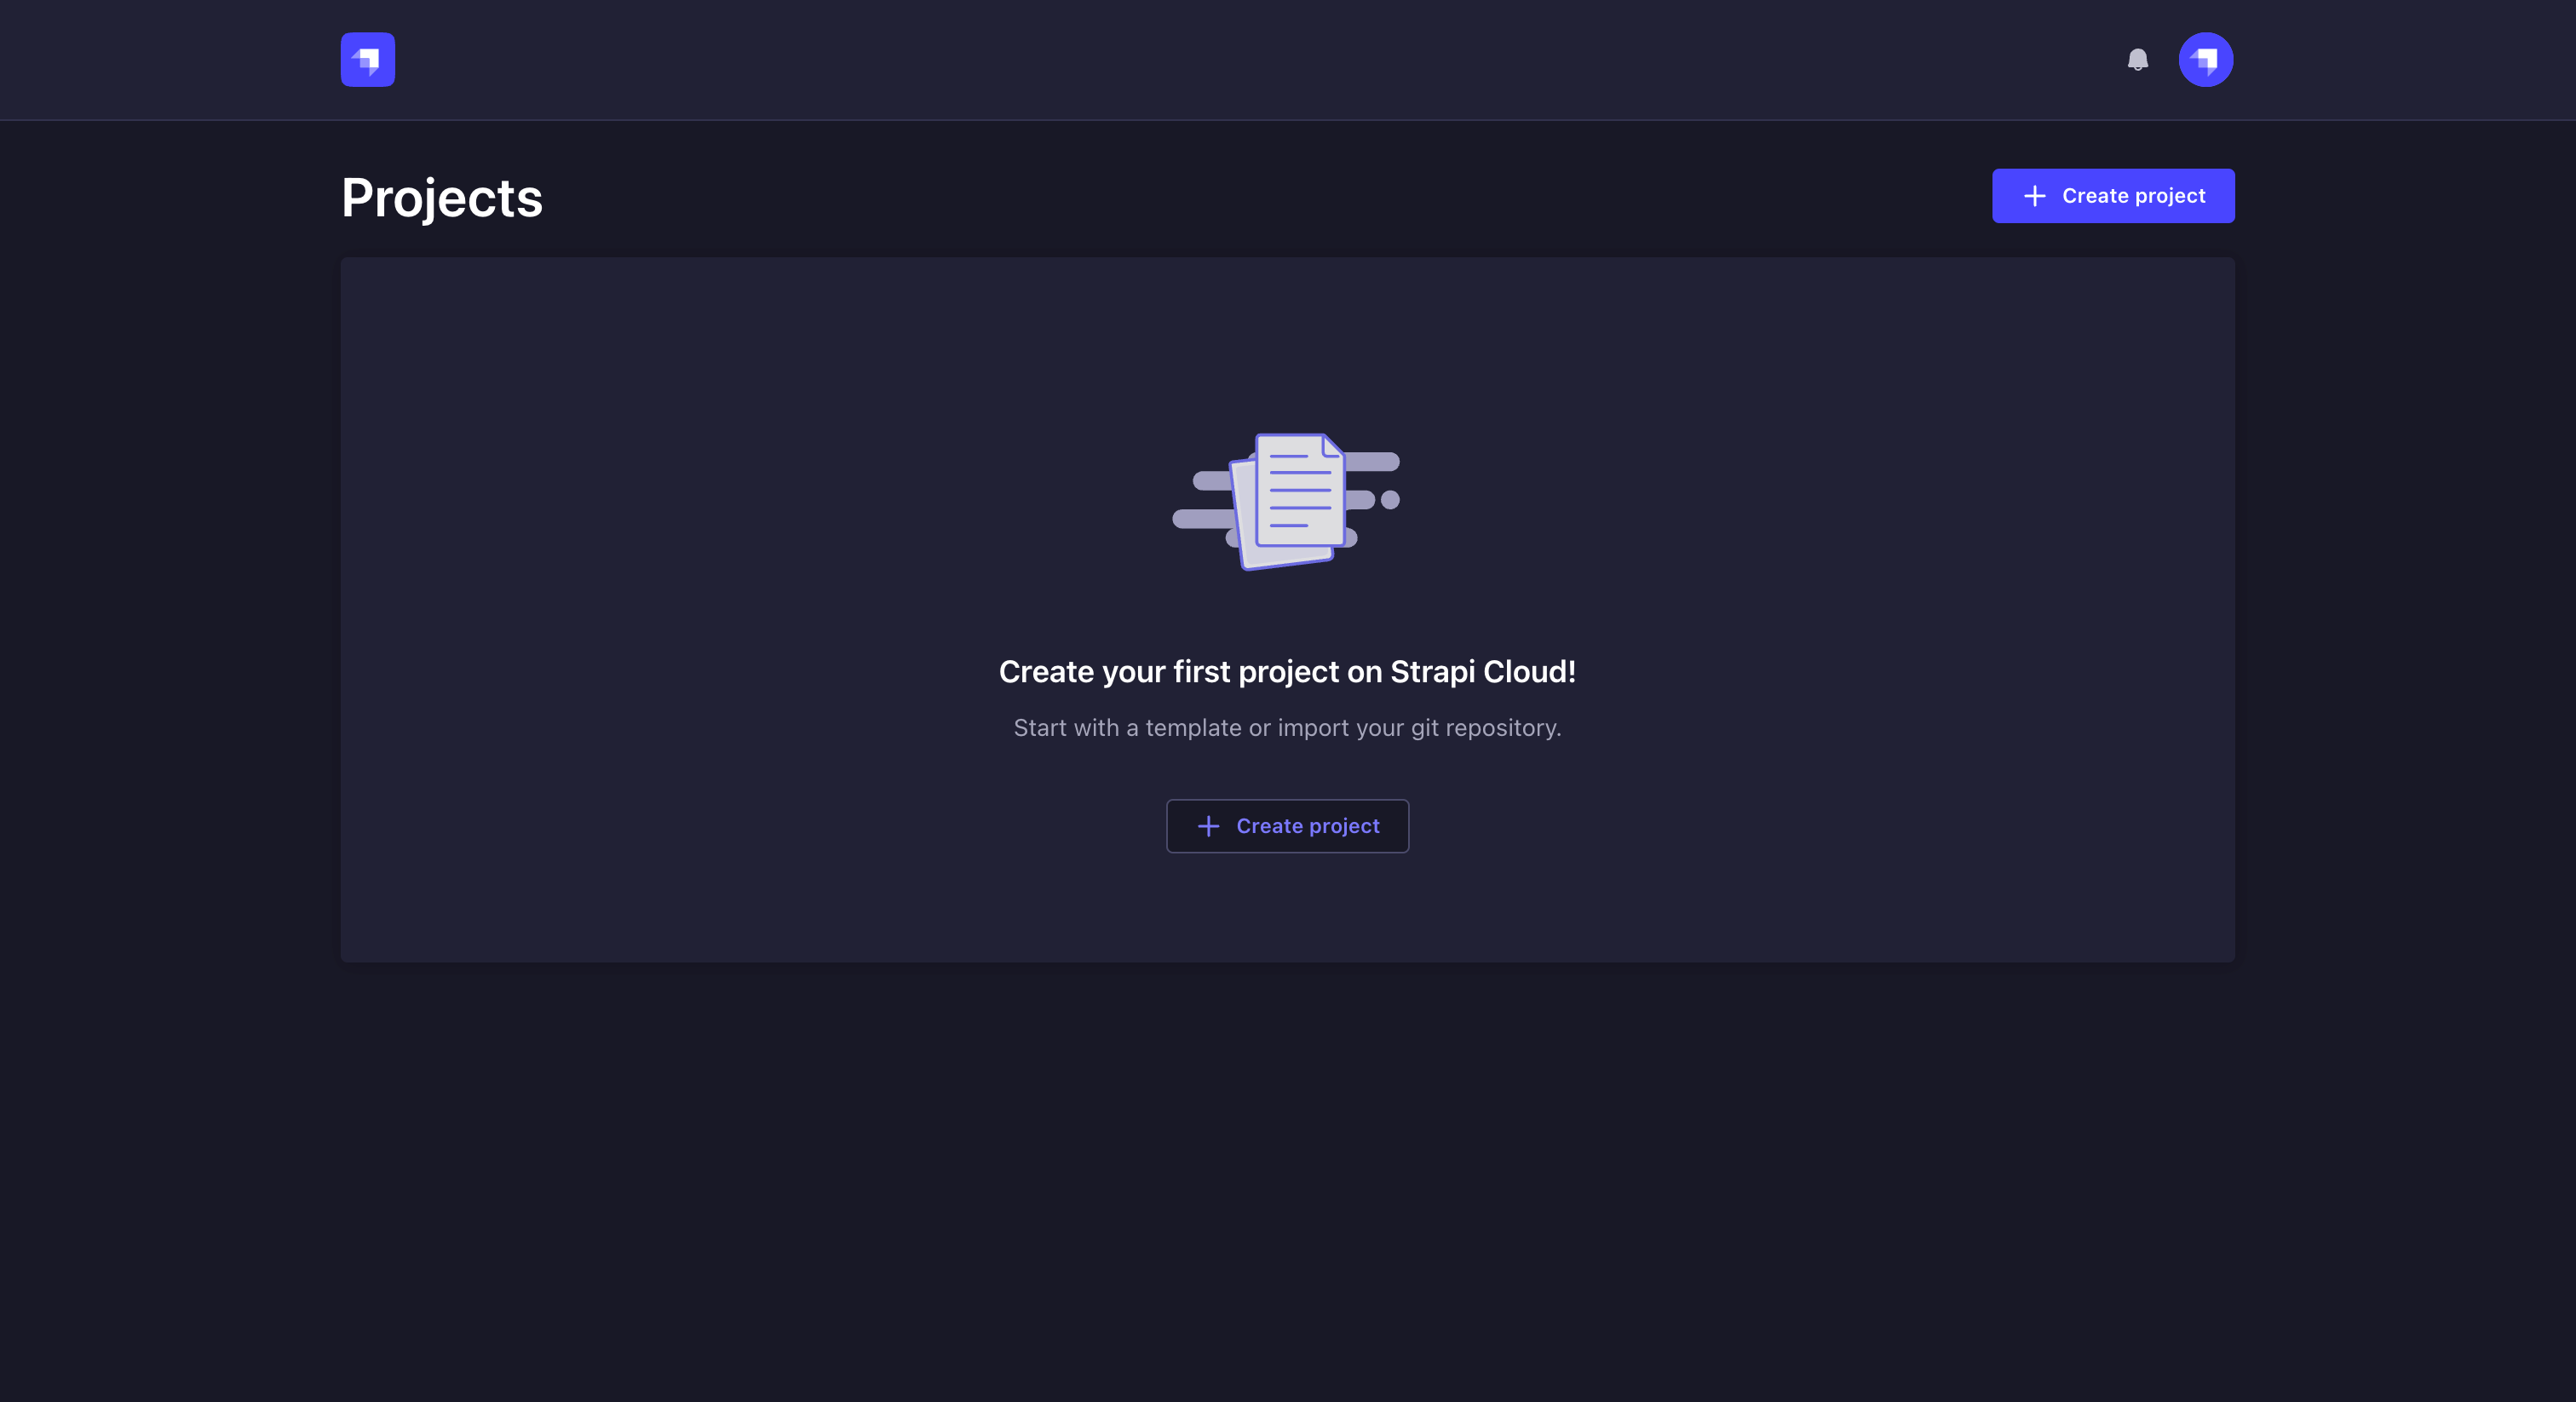 Projects
Create project
Create your first project on Strapi Cloud!
Start with a template or import your git repository.
Create project